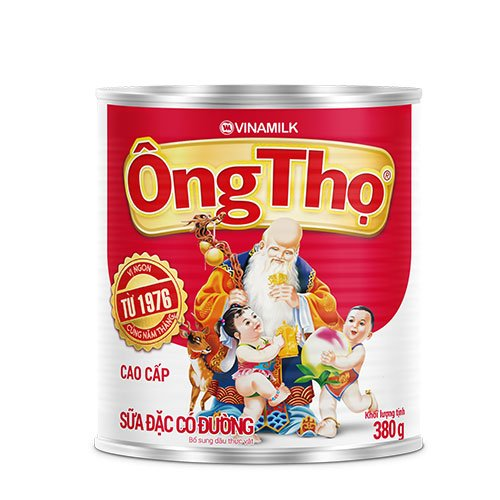 VINAMILK
Ông Thọ®
VỊ NGON
TỪ 1976
CÙNG NĂM THÁNG
CAO CẤP
SỮA ĐẶC CÓ ĐƯỜNG
Bổ sung dầu thực vật
Khối lượng tịnh
380g